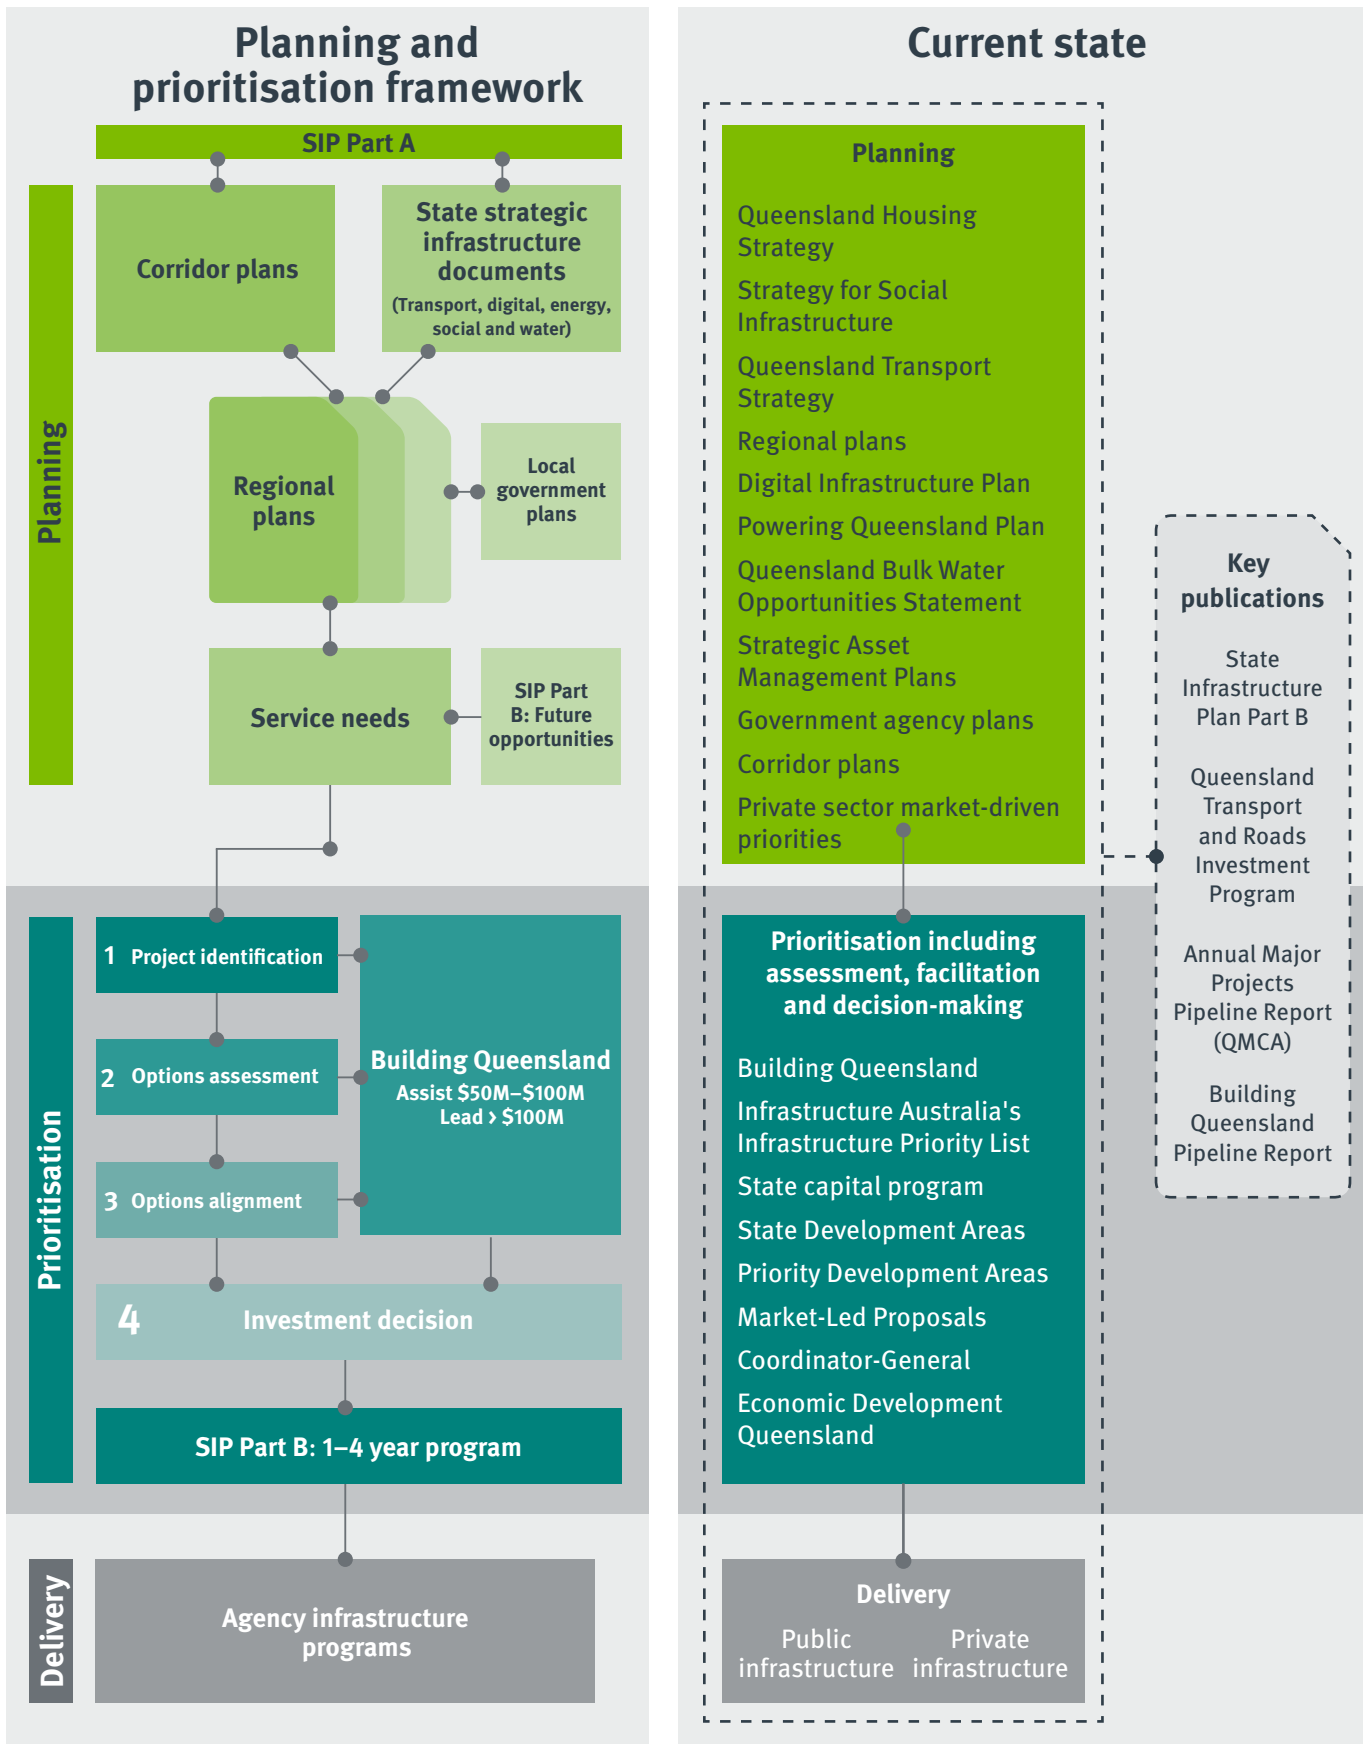 Planning and
prioritisation framework
SIP Part A
Planning
Corridor plans
State strategic
infrastructure
documents
(Transport, digital, energy,
social and water)
Regional
plans
Local
government
plans
Service needs
SIP Part
B: Future
opportunities
Prioritisation
1 Project identification
2 Options assessment
3 Options alignment
Building Queensland
Assist $50M–$100M
Lead > $100M
4 Investment decision
SIP Part B: 1–4 year program
Delivery
Agency infrastructure
programs
Current state
Planning
Queensland Housing
Strategy
Strategy for Social
Infrastructure
Queensland Transport
Strategy
Regional plans
Digital Infrastructure Plan
Powering Queensland Plan
Queensland Bulk Water
Opportunities Statement
Strategic Asset
Management Plans
Government agency plans
Corridor plans
Private sector market-driven
priorities
Prioritisation including
assessment, facilitation
and decision-making
Building Queensland
Infrastructure Australia's
Infrastructure Priority List
State capital program
State Development Areas
Priority Development Areas
Market-Led Proposals
Coordinator-General
Economic Development
Queensland
Delivery
Public
infrastructure
Private
infrastructure
Key
publications
State
Infrastructure
Plan Part B
Queensland
Transport
and Roads
Investment
Program
Annual Major
Projects
Pipeline Report
(QMCA)
Building
Queensland
Pipeline Report